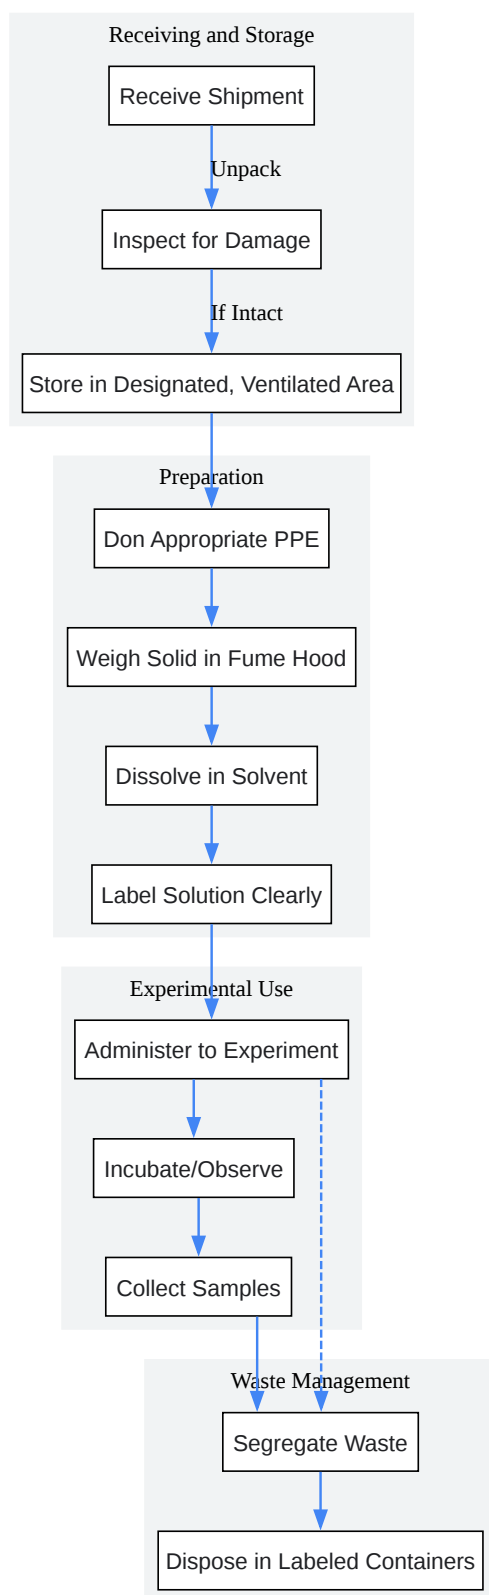 Receiving and Storage
Receive Shipment
Unpack
Inspect for Damage
If Intact
Store in Designated, Ventilated Area
Preparation
Don Appropriate PPE
Weigh Solid in Fume Hood
Dissolve in Solvent
Label Solution Clearly
Experimental Use
Administer to Experiment
Incubate/Observe
Collect Samples
Waste Management
Segregate Waste
Dispose in Labeled Containers